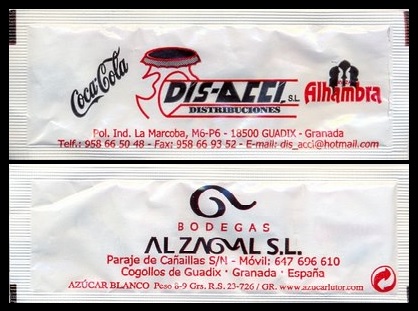 Coca-Cola
DIS-ACCI, S.L.
DISTRIBUCIONES
Alhambra
Pol. Ind. La Marcoba, M6-P6 - 18500 GUADIX - Granada
Telf.: 958 66 50 48 - Fax: 958 66 93 52 - E-mail: dis_acci@hotmail.com
BODEGAS
AL ZAGAL S.L.
Paraje de Cañaillas S/N - Móvil: 647 696 610
Cogollos de Guadix · Granada · España
AZÚCAR BLANCO Peso 8-9 Grs. R.S. 23-726 / GR. www.azucarlutor.com